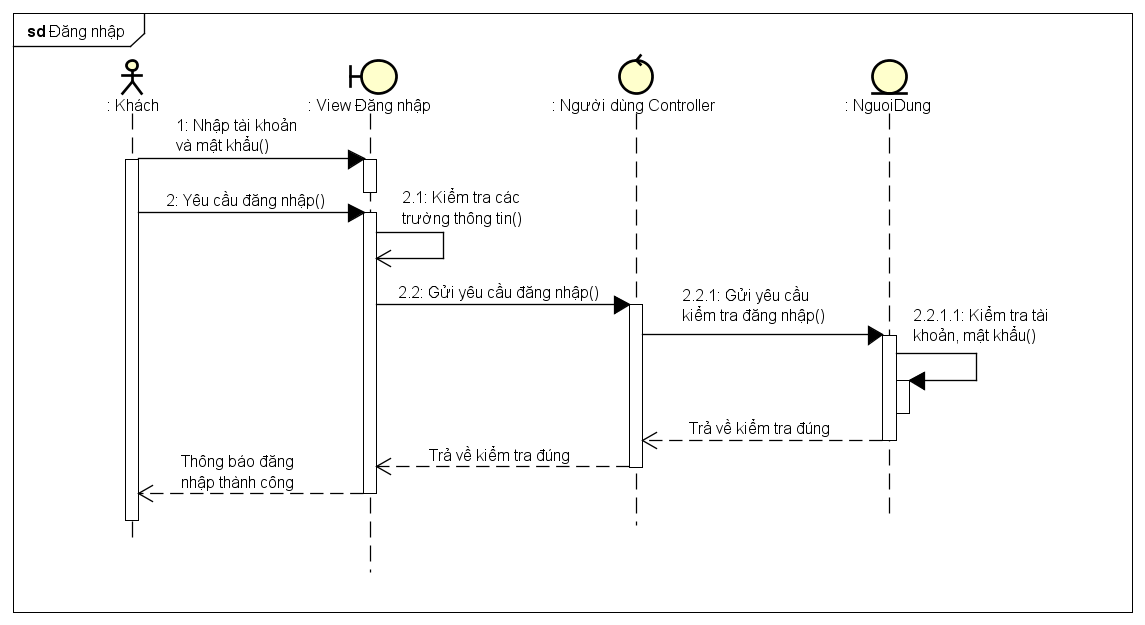 sd Đăng nhập
: Khách
: View Đăng nhập
: Người dùng Controller
: NguoiDung
1: Nhập tài khoản
và mật khẩu()
2: Yêu cầu đăng nhập()
2.1: Kiểm tra các
trường thông tin()
2.2: Gửi yêu cầu đăng nhập()
2.2.1: Gửi yêu cầu
kiểm tra đăng nhập()
2.2.1.1: Kiểm tra tài
khoản, mật khẩu()
Trả về kiểm tra đúng
Trả về kiểm tra đúng
Thông báo đăng
nhập thành công